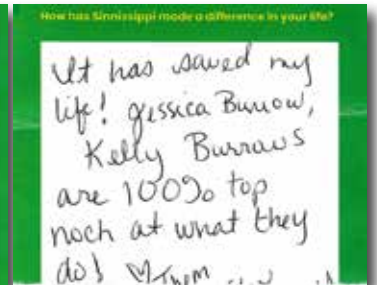 How has Sinnissippi made a difference in your life?
It has saved my
life! Jessica Burrow,
Kelly Burraws
are 100% top
noch at what they
do! ♡ Them